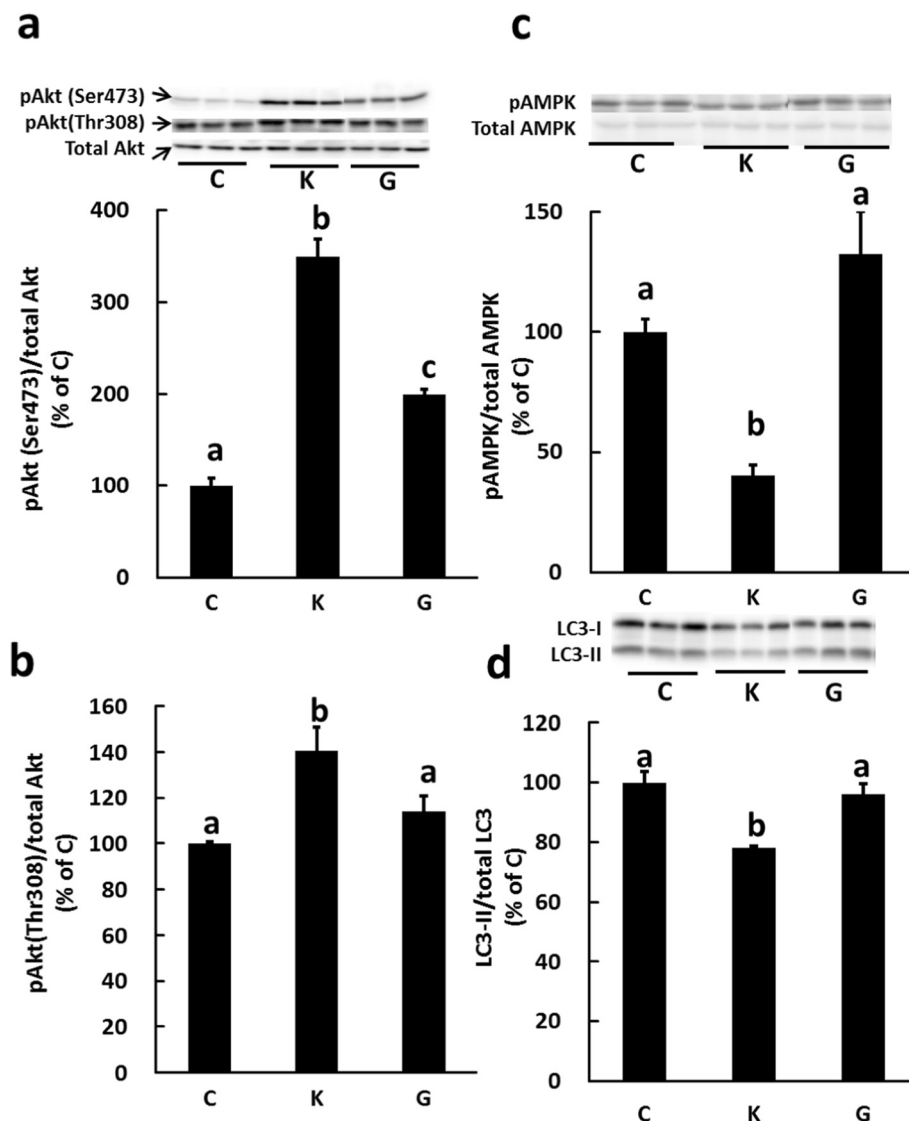 a
pAkt (Ser473)
pAkt(Thr308)
Total Akt
C K G
400
300
200
100
0
pAkt (Ser473)/total Akt
(% of C)
a
b
c
C K G
c
pAMPK
Total AMPK
C K G
150
100
50
0
pAMPK/total AMPK
(% of C)
a
b
a
C K G
b
160
140
120
100
80
60
40
20
0
pAkt(Thr308)/total Akt
(% of C)
a
b
a
C K G
d
LC3-I
LC3-II
C K G
120
100
80
60
40
20
0
LC3-II/total LC3
(% of C)
a
b
a
C K G